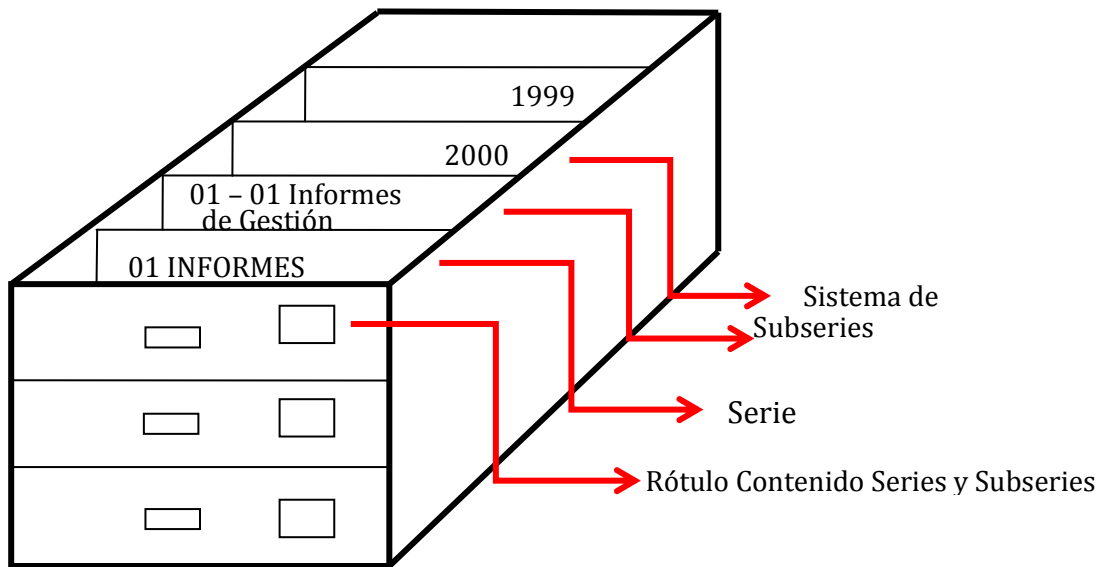 1999
2000
01 – 01 Informes
de Gestión
01 INFORMES
Sistema de
Subseries
Serie
Rótulo Contenido Series y Subseries